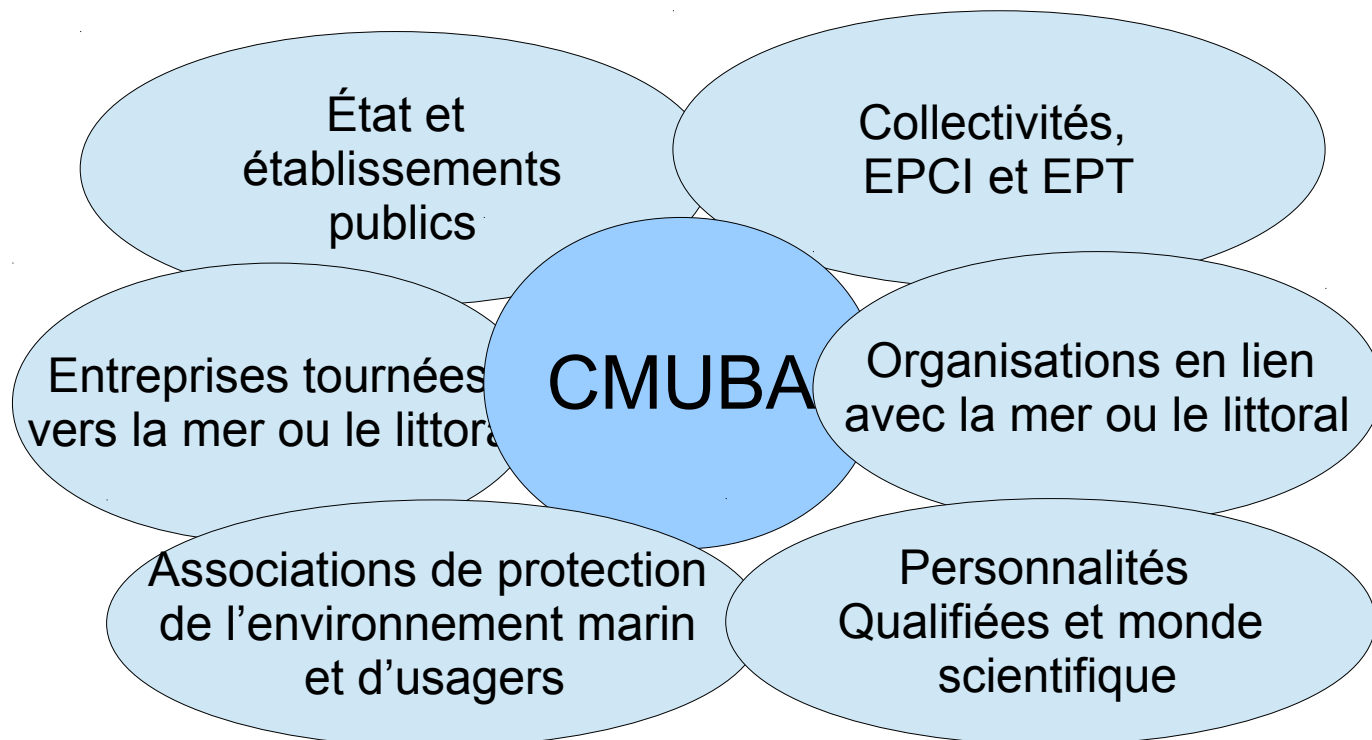 État et
établissements
publics
Collectivités,
EPCI et EPT
Entreprises tournées
vers la mer ou le littora
CMUBA
Organisations en lien
avec la mer ou le littoral
Associations de protection
de l’environnement marin
et d’usagers
Personnalités
Qualifiées et monde
scientifique